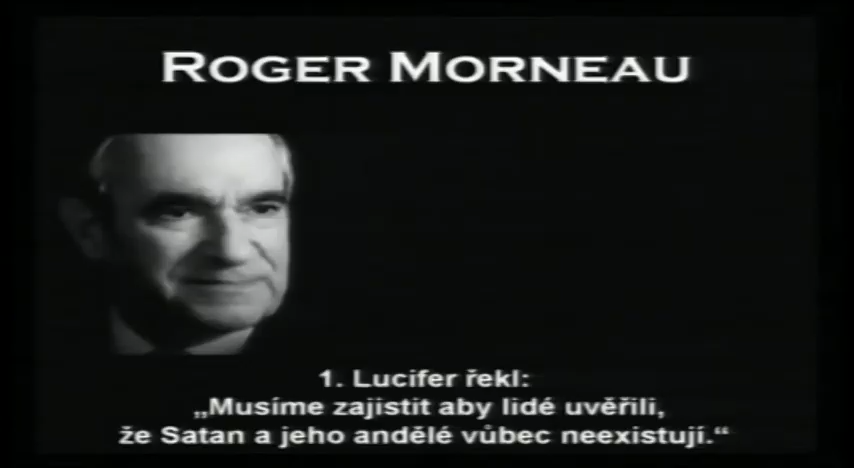 ROGER MORNEAU
1. Lucifer řekl:
„Musíme zajistit aby lidé uvěřili,
že Satan a jeho andělé vůbec neexistují.“